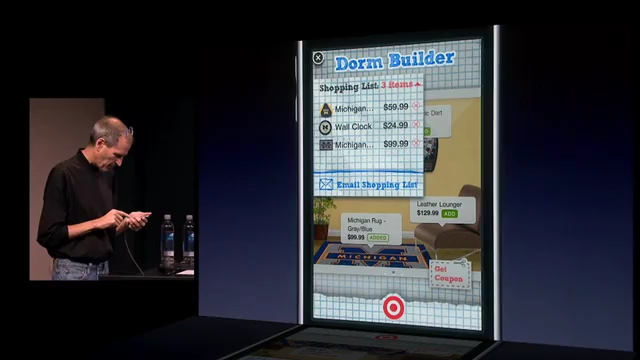 Dorm Builder
Shopping List 3 items
Michigan... $59.99
Wall Clock $24.99
Michigan... $99.99
Email Shopping List
Leather Lounger
$129.99 ADD
Michigan Rug -
Gray/Blue
$99.99 ADDED
MICHIGAN
Get
Coupon